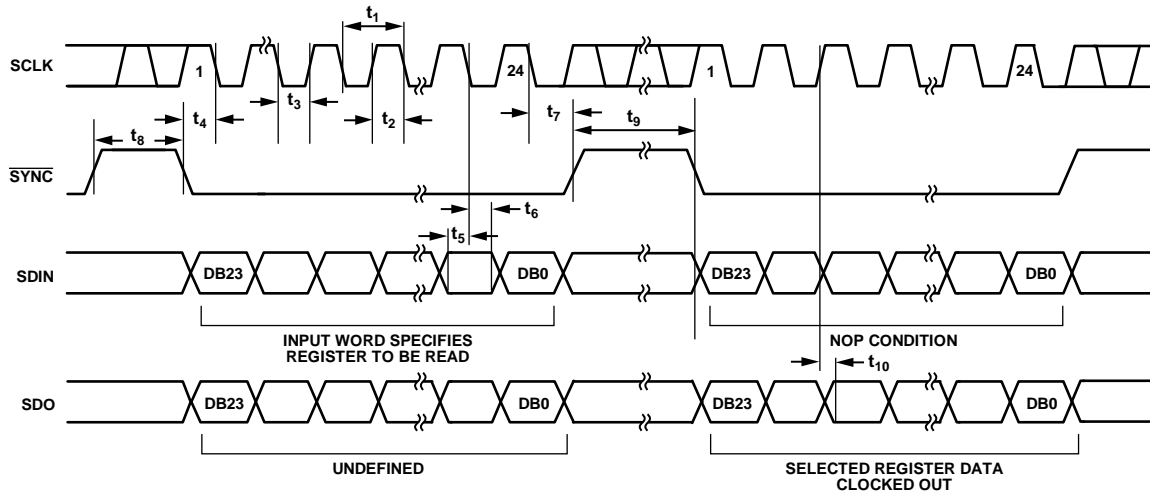 t1
SCLK
1
24
1
24
t3
t4
t2
t7
t9
t8
SYNC
t6
t5
SDIN
DB23
DB0
DB23
DB0
INPUT WORD SPECIFIES
REGISTER TO BE READ
NOP CONDITION
t10
SDO
DB23
DB0
DB23
DB0
UNDEFINED
SELECTED REGISTER DATA
CLOCKED OUT